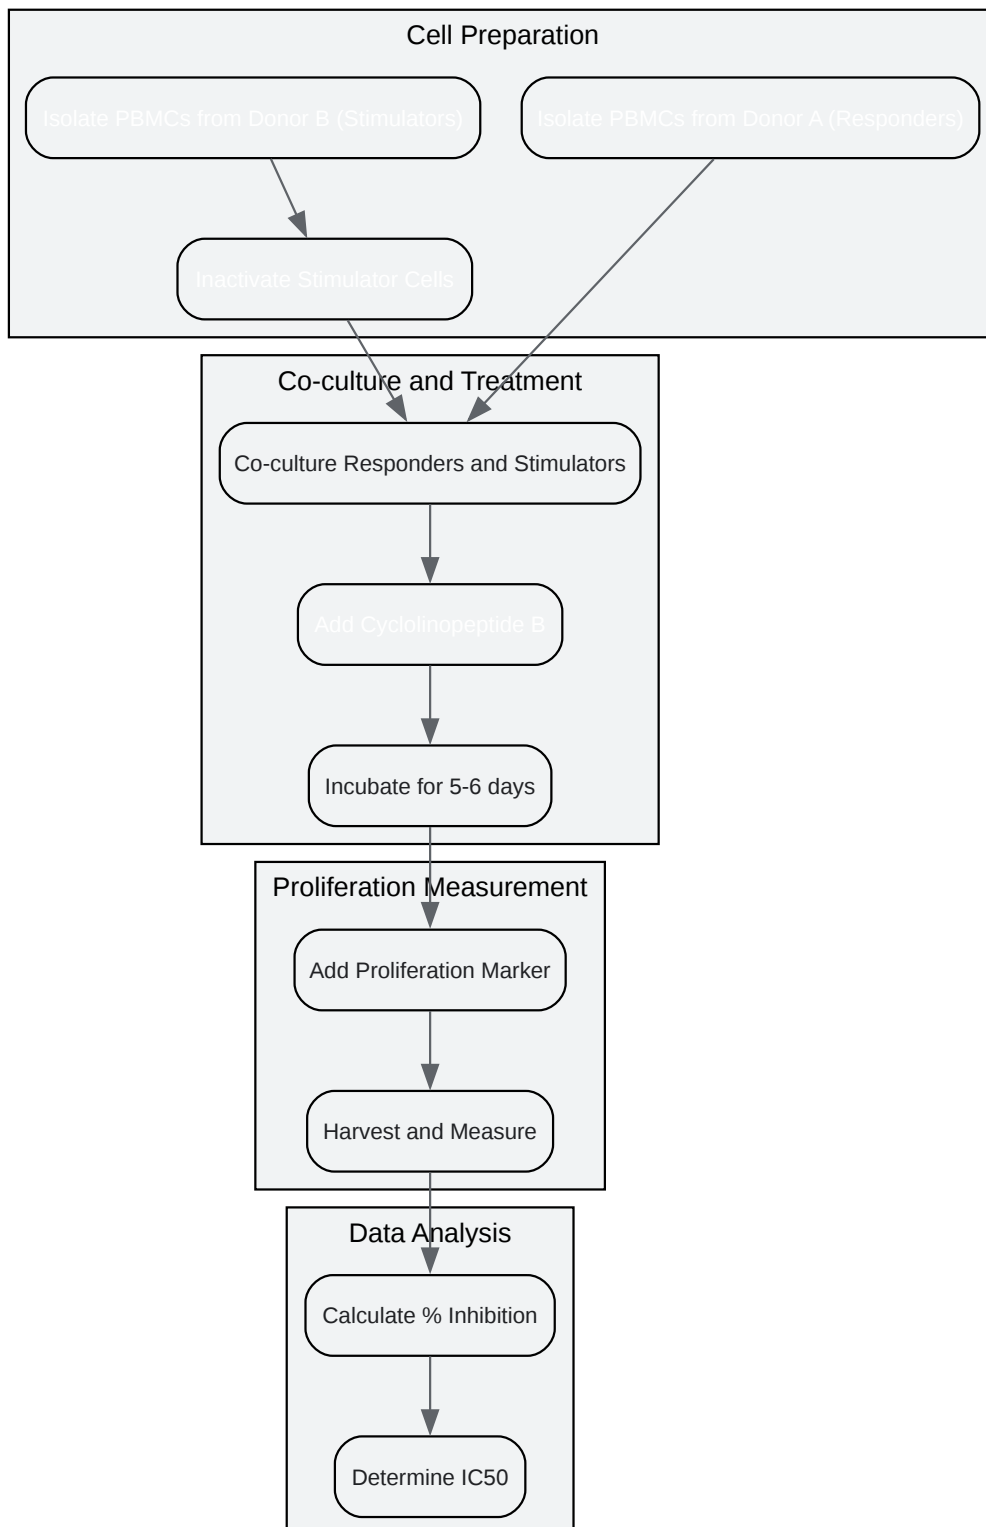 Cell Preparation
Isolate PBMCs from Donor B (Stimulators)
Isolate PBMCs from Donor A (Responders)
Inactivate Stimulator Cells
Co-culture and Treatment
Co-culture Responders and Stimulators
Add Cyclolinopeptide B
Incubate for 5-6 days
Proliferation Measurement
Add Proliferation Marker
Harvest and Measure
Data Analysis
Calculate % Inhibition
Determine IC50